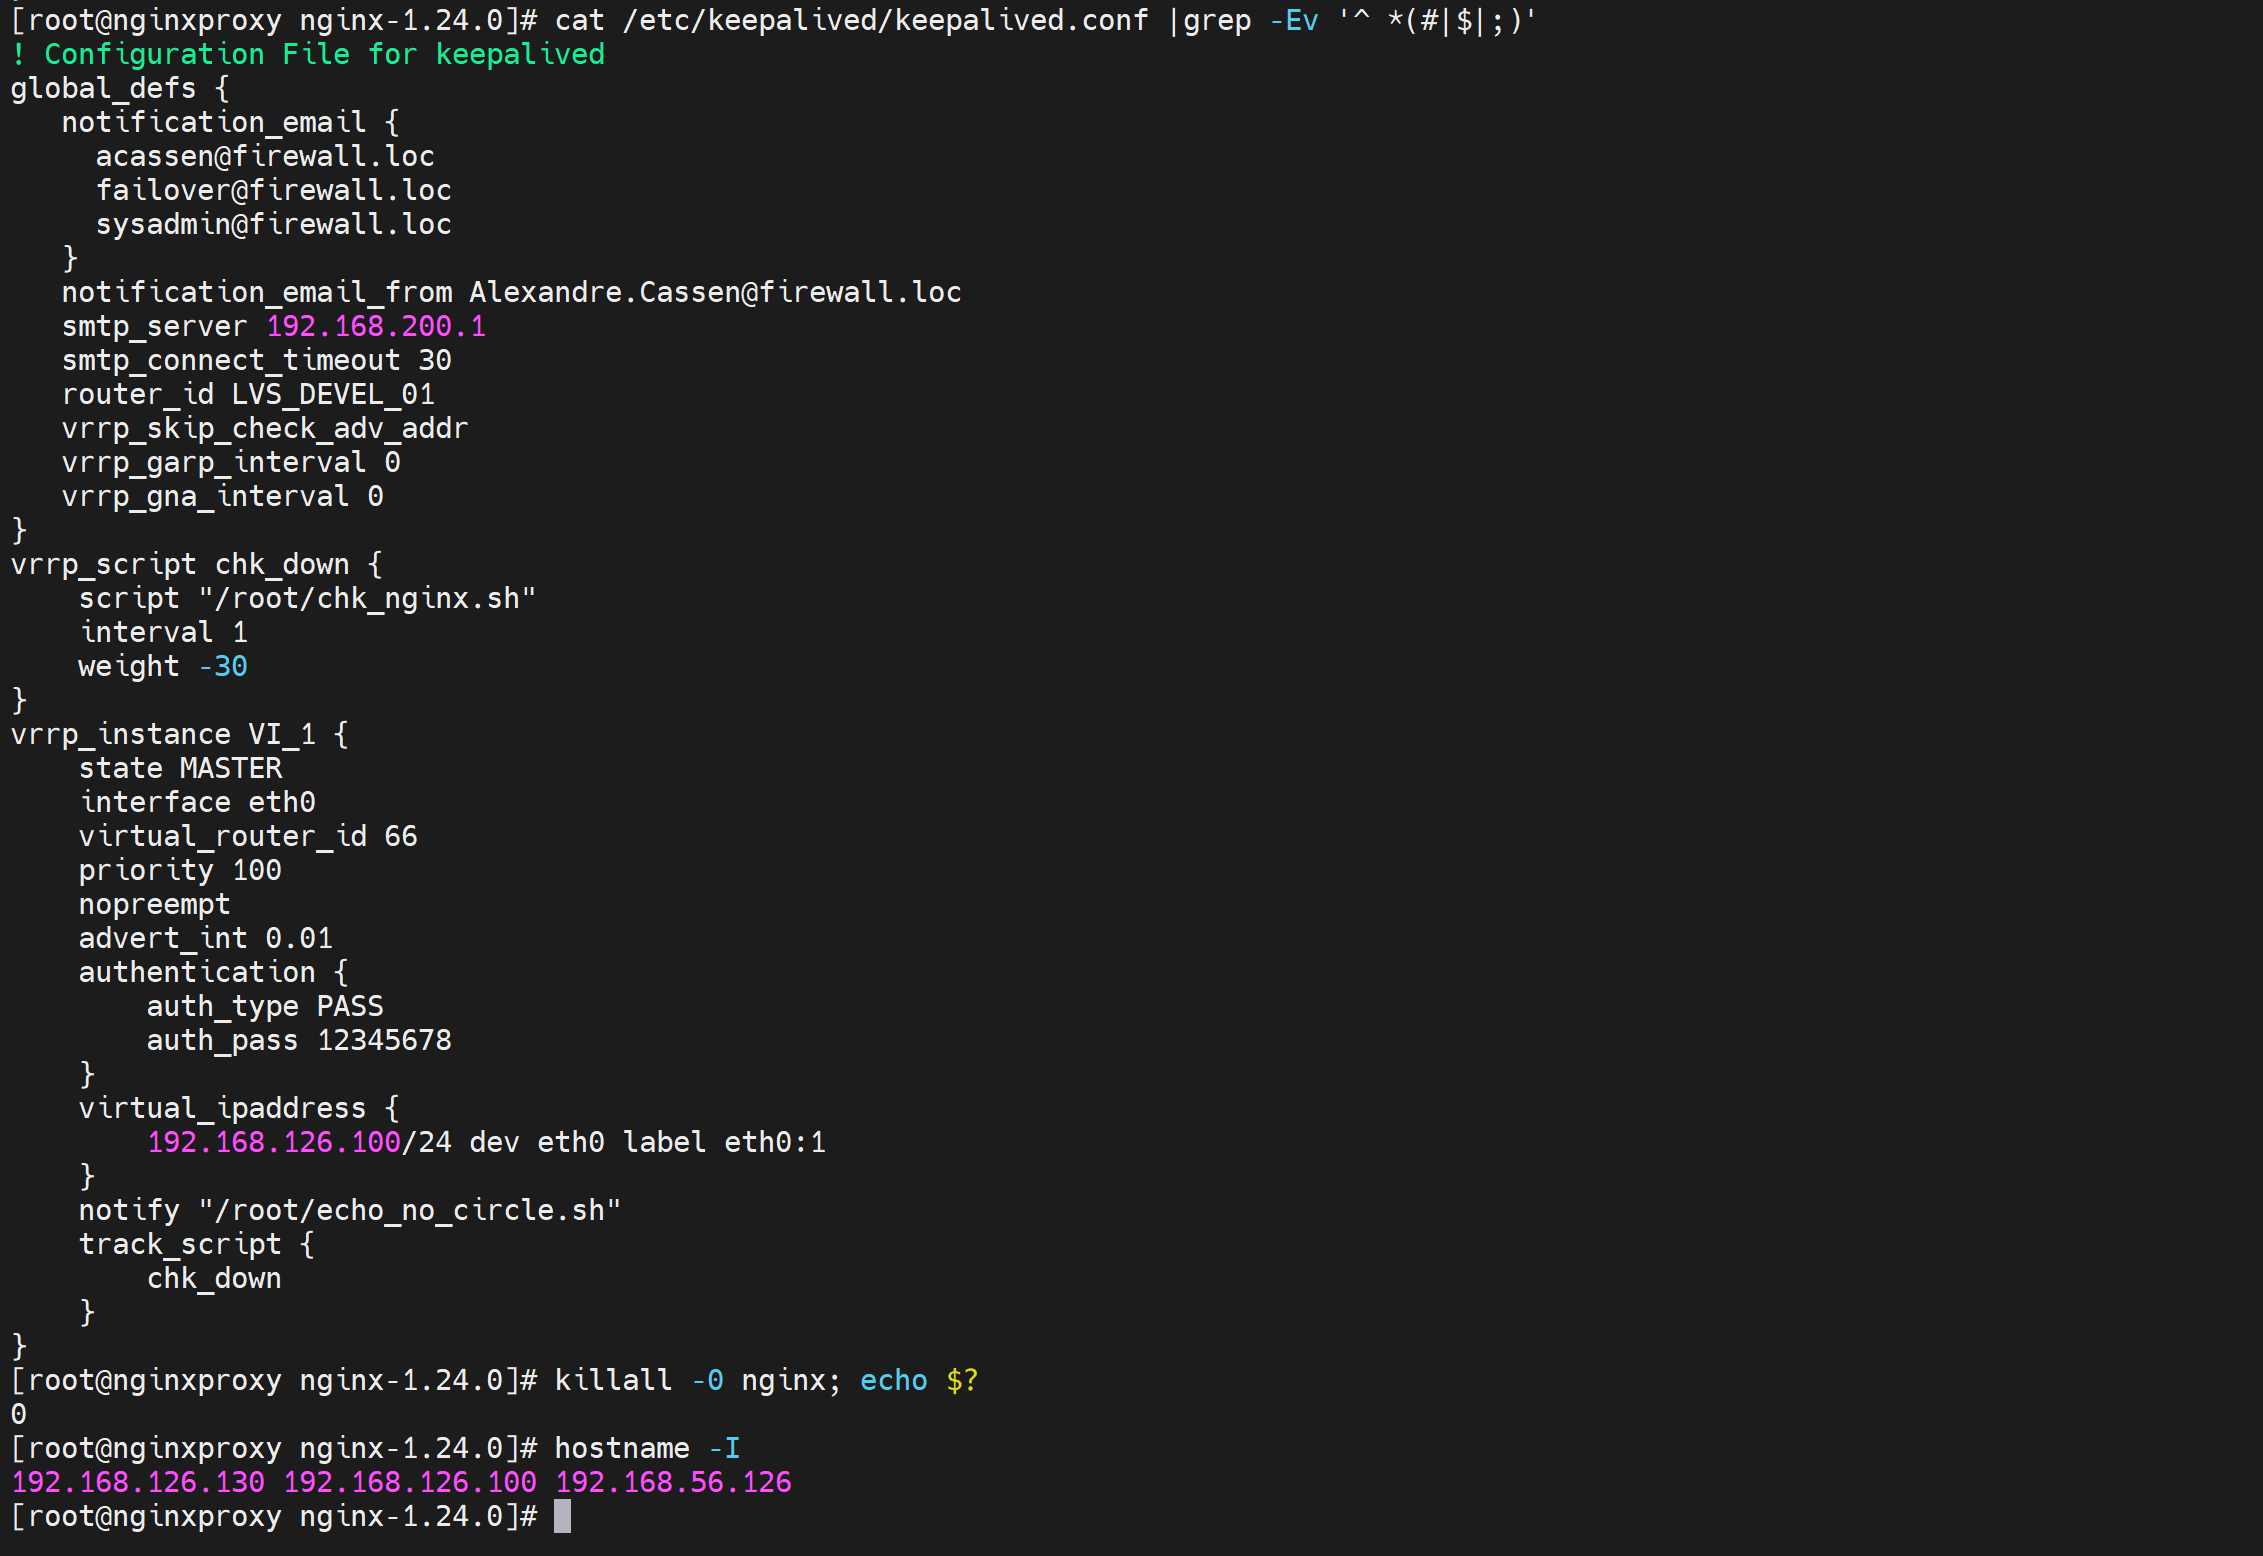 [root@nginxproxy nginx-1.24.0]# cat /etc/keepalived/keepalived.conf |grep -Ev '^ *(#|$|;)'
! Configuration File for keepalived
global_defs {
   notification_email {
     acassen@firewall.loc
     failover@firewall.loc
     sysadmin@firewall.loc
   }
   notification_email_from Alexandre.Cassen@firewall.loc
   smtp_server 192.168.200.1
   smtp_connect_timeout 30
   router_id LVS_DEVEL_01
   vrrp_skip_check_adv_addr
   vrrp_garp_interval 0
   vrrp_gna_interval 0
}
vrrp_script chk_down {
    script "/root/chk_nginx.sh"
    interval 1
    weight -30
}
vrrp_instance VI_1 {
    state MASTER
    interface eth0
    virtual_router_id 66
    priority 100
    nopreempt
    advert_int 0.01
    authentication {
        auth_type PASS
        auth_pass 12345678
    }
    virtual_ipaddress {
        192.168.126.100/24 dev eth0 label eth0:1
    }
    notify "/root/echo_no_circle.sh"
    track_script {
        chk_down
    }
}
[root@nginxproxy nginx-1.24.0]# killall -0 nginx; echo $?
0
[root@nginxproxy nginx-1.24.0]# hostname -I
192.168.126.130 192.168.126.100 192.168.56.126
[root@nginxproxy nginx-1.24.0]#